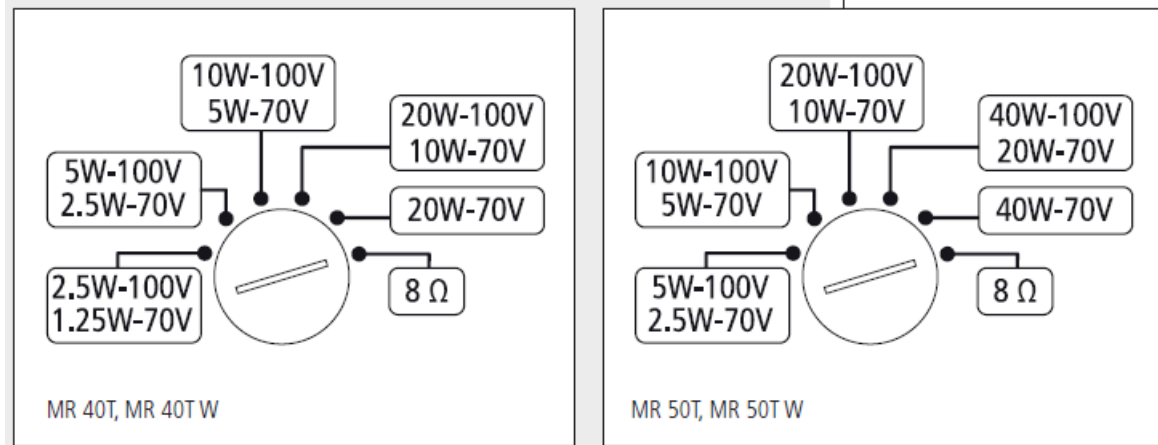 10W-100V
5W-70V
20W-100V
10W-70V
5W-100V
2.5W-70V
20W-70V
2.5W-100V
1.25W-70V
8 Ω
MR 40T, MR 40T W
20W-100V
10W-70V
40W-100V
20W-70V
10W-100V
5W-70V
40W-70V
5W-100V
2.5W-70V
8 Ω
MR 50T, MR 50T W